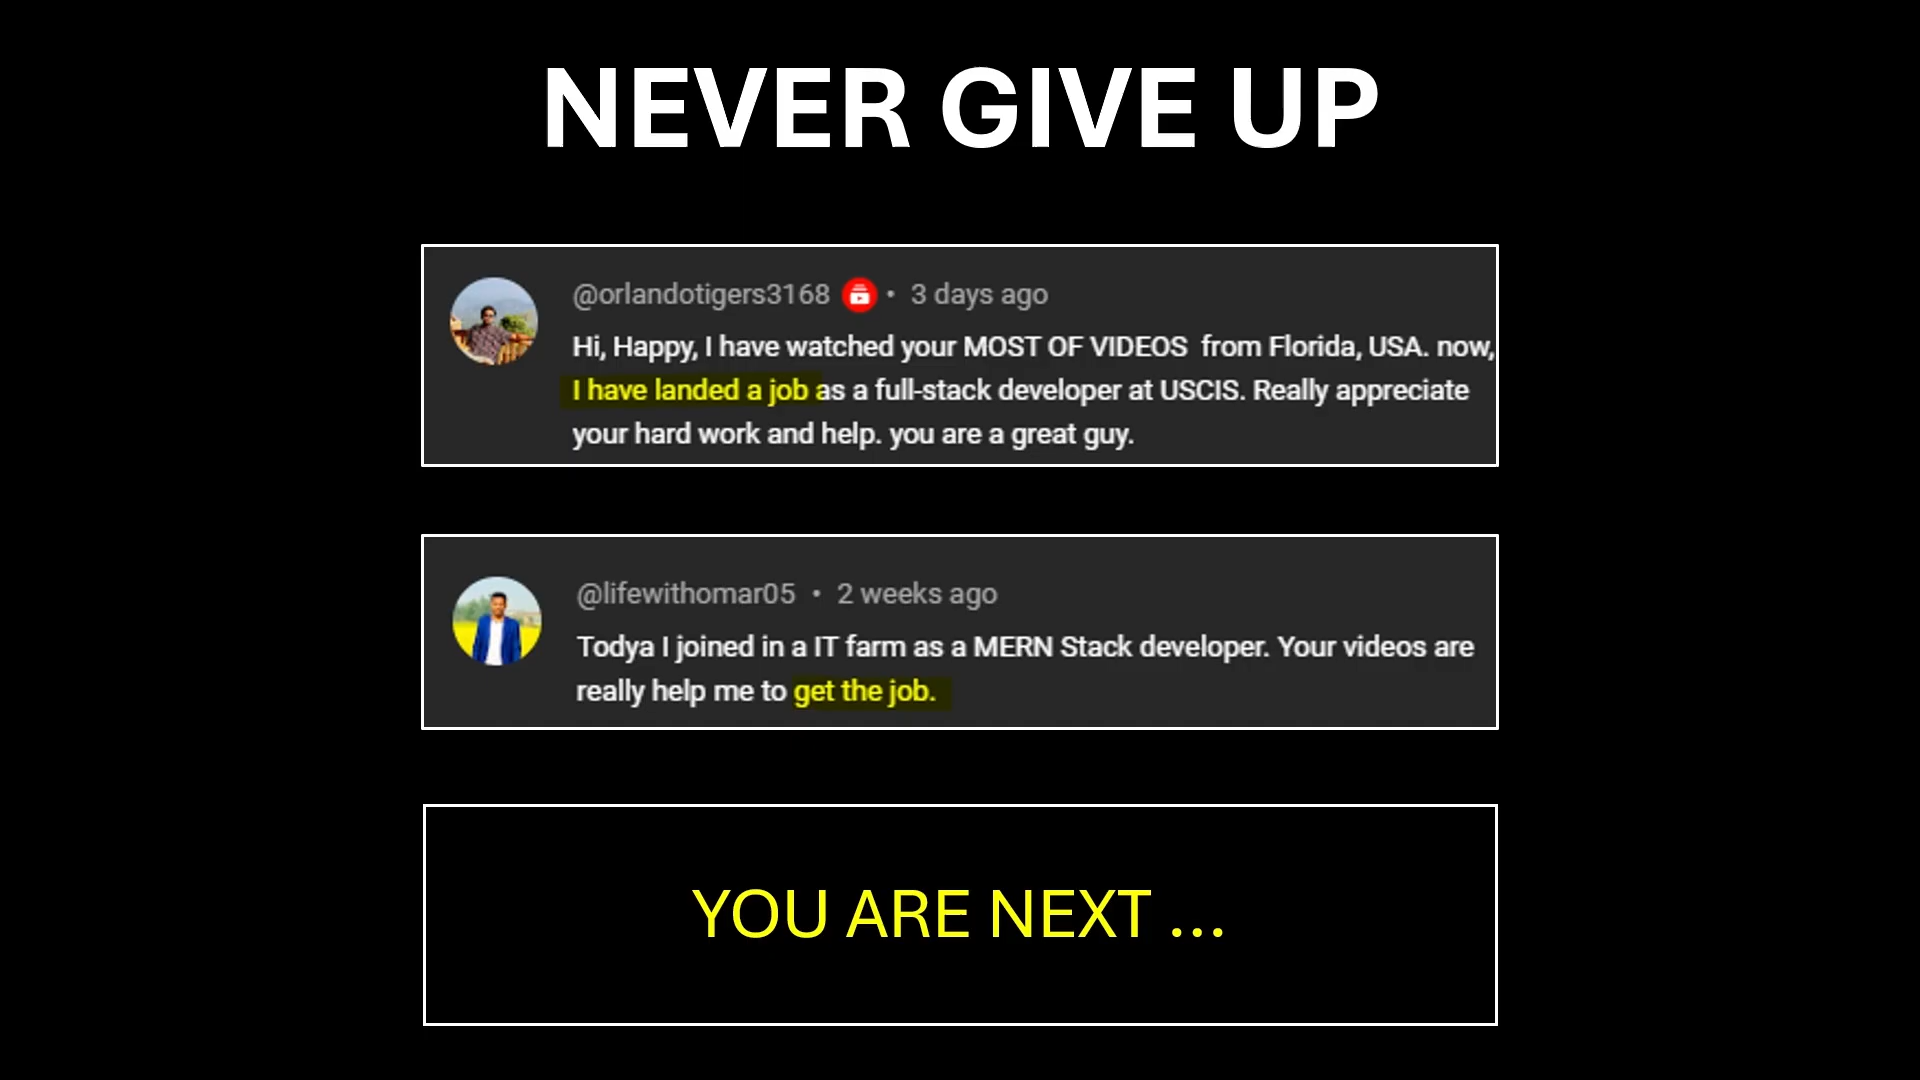 NEVER GIVE UP
@orlandotigers3168 • 3 days ago
Hi, Happy, I have watched your MOST OF VIDEOS from Florida, USA. now,
I have landed a job as a full-stack developer at USCIS. Really appreciate
your hard work and help. you are a great guy.
@lifewithomar05 • 2 weeks ago
Todya I joined in a IT farm as a MERN Stack developer. Your videos are
really help me to get the job.
YOU ARE NEXT ...